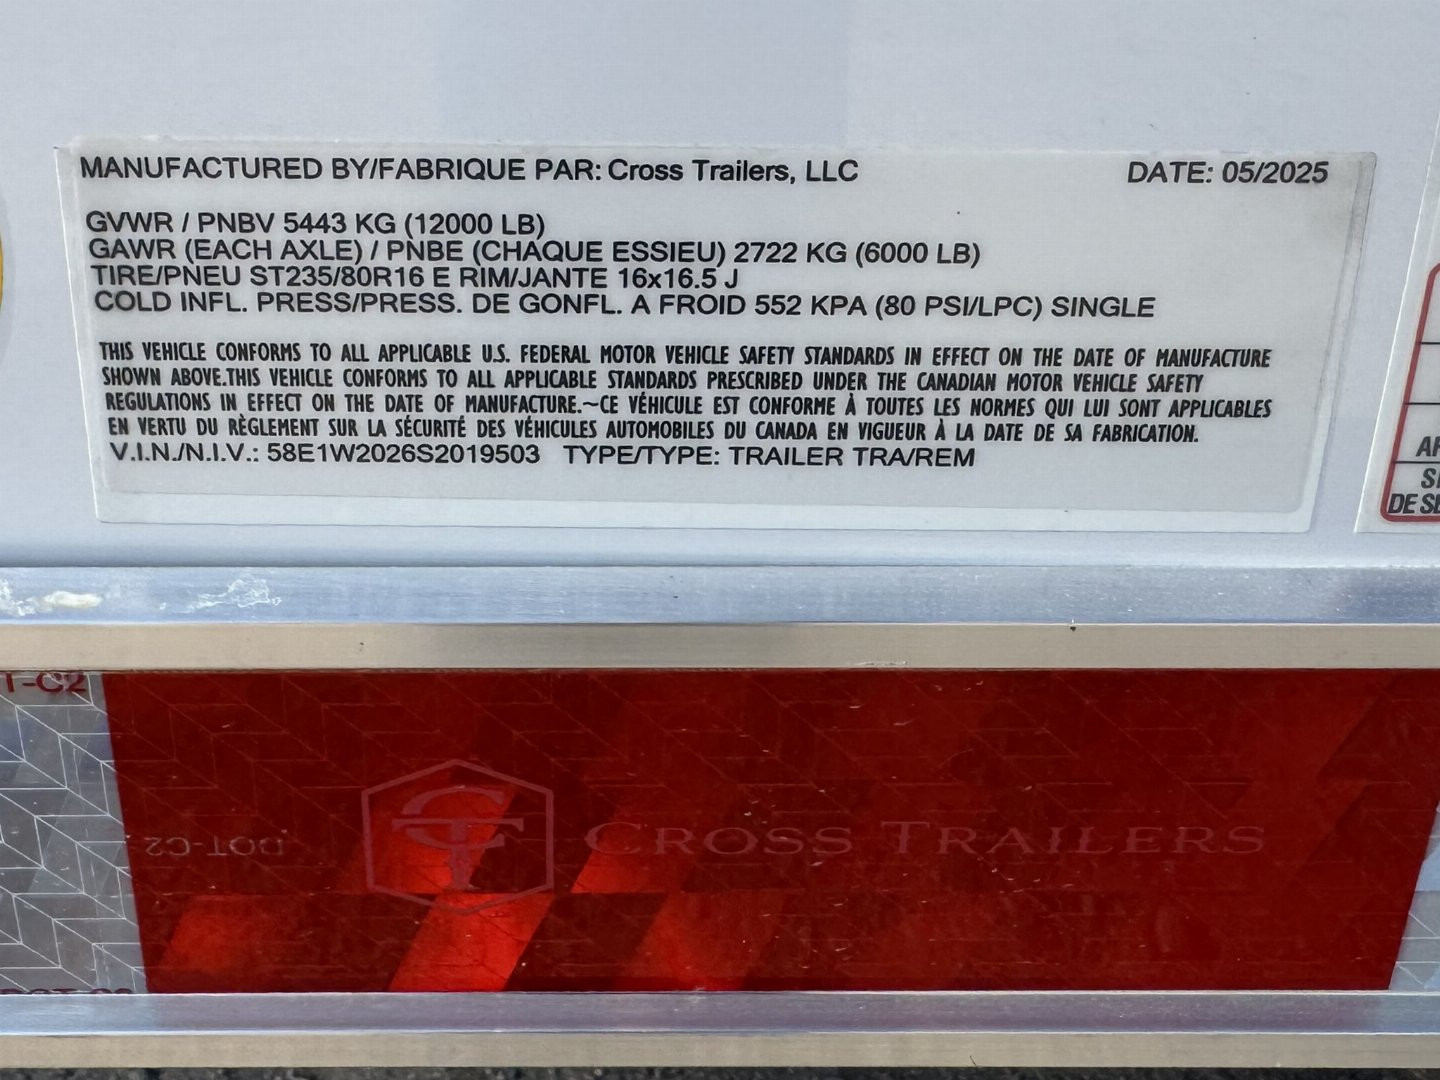 MANUFACTURED BY/FABRIQUE PAR: Cross Trailers, LLC DATE: 05/2025
GVWR / PNBV 5443 KG (12000 LB)
GAWR (EACH AXLE) / PNBE (CHAQUE ESSIEU) 2722 KG (6000 LB)
TIRE/PNEU ST235/80R16 E RIM/JANTE 16x16.5 J
COLD INFL. PRESS/PRESS. DE GONFL. A FROID 552 KPA (80 PSI/LPC) SINGLE
THIS VEHICLE CONFORMS TO ALL APPLICABLE U.S. FEDERAL MOTOR VEHICLE SAFETY STANDARDS IN EFFECT ON THE DATE OF MANUFACTURE
SHOWN ABOVE.THIS VEHICLE CONFORMS TO ALL APPLICABLE STANDARDS PRESCRIBED UNDER THE CANADIAN MOTOR VEHICLE SAFETY
REGULATIONS IN EFFECT ON THE DATE OF MANUFACTURE.~CE VÉHICULE EST CONFORME À TOUTES LES NORMES QUI LUI SONT APPLICABLES
EN VERTU DU RÈGLEMENT SUR LA SÉCURITÉ DES VÉHICULES AUTOMOBILES DU CANADA EN VIGUEUR À LA DATE DE SA FABRICATION.
V.I.N./N.I.V.: 58E1W2026S2019503 TYPE/TYPE: TRAILER TRA/REM
DE
T-C2
DOT-C2
CT CROSS TRAILERS